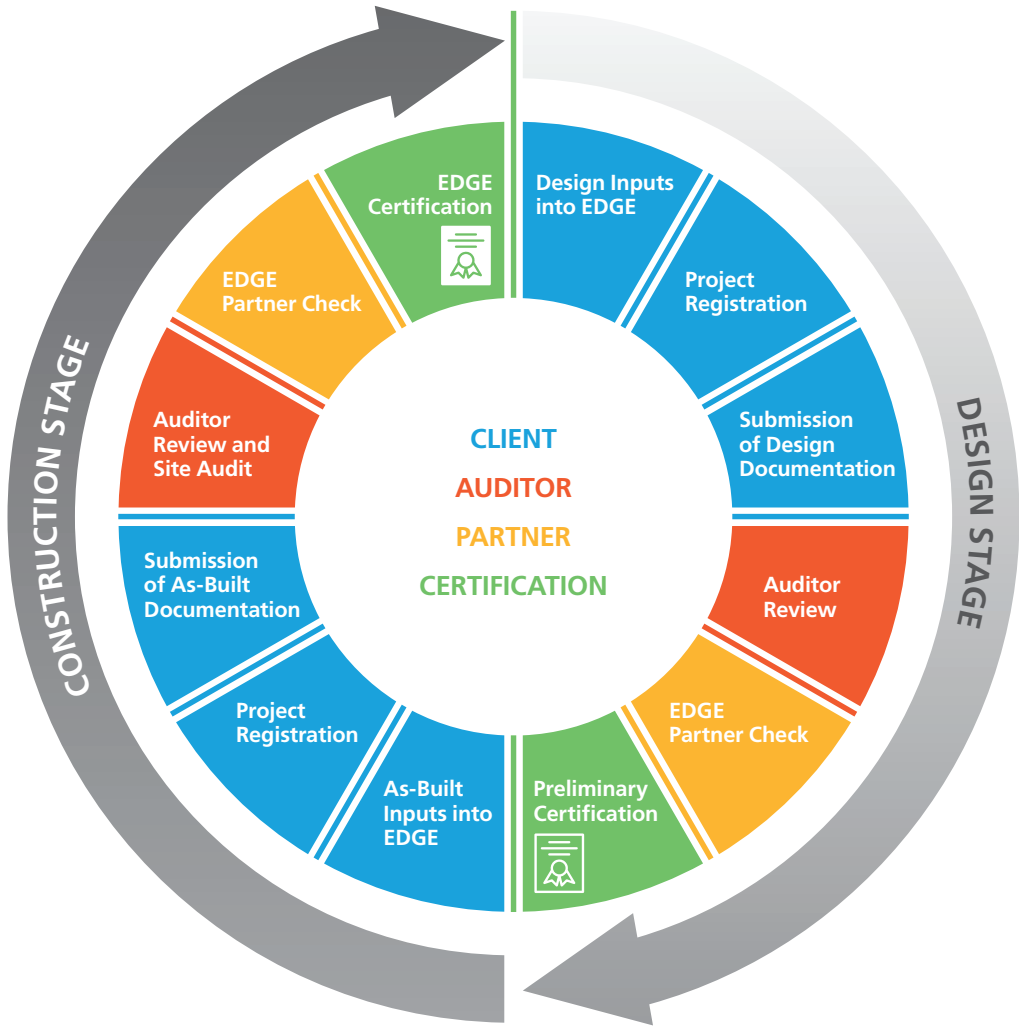 Design Inputs
into EDGE
Project
Registration
Submission
of Design
Documentation
Auditor
Review
EDGE
Partner Check
Preliminary
Certification
As-Built
Inputs into
EDGE
Project
Registration
Submission
of As-Built
Documentation
Auditor
Review and
Site Audit
EDGE
Partner Check
EDGE
Certification
CLIENT
AUDITOR
PARTNER
CERTIFICATION
DESIGN STAGE
CONSTRUCTION STAGE